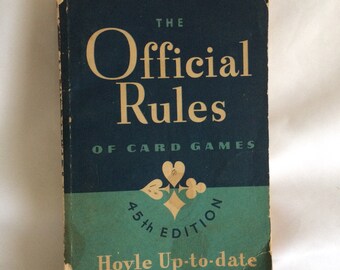 THE
Official
Rules
OF CARD GAMES
45th EDITION
Hoyle Up-to-date